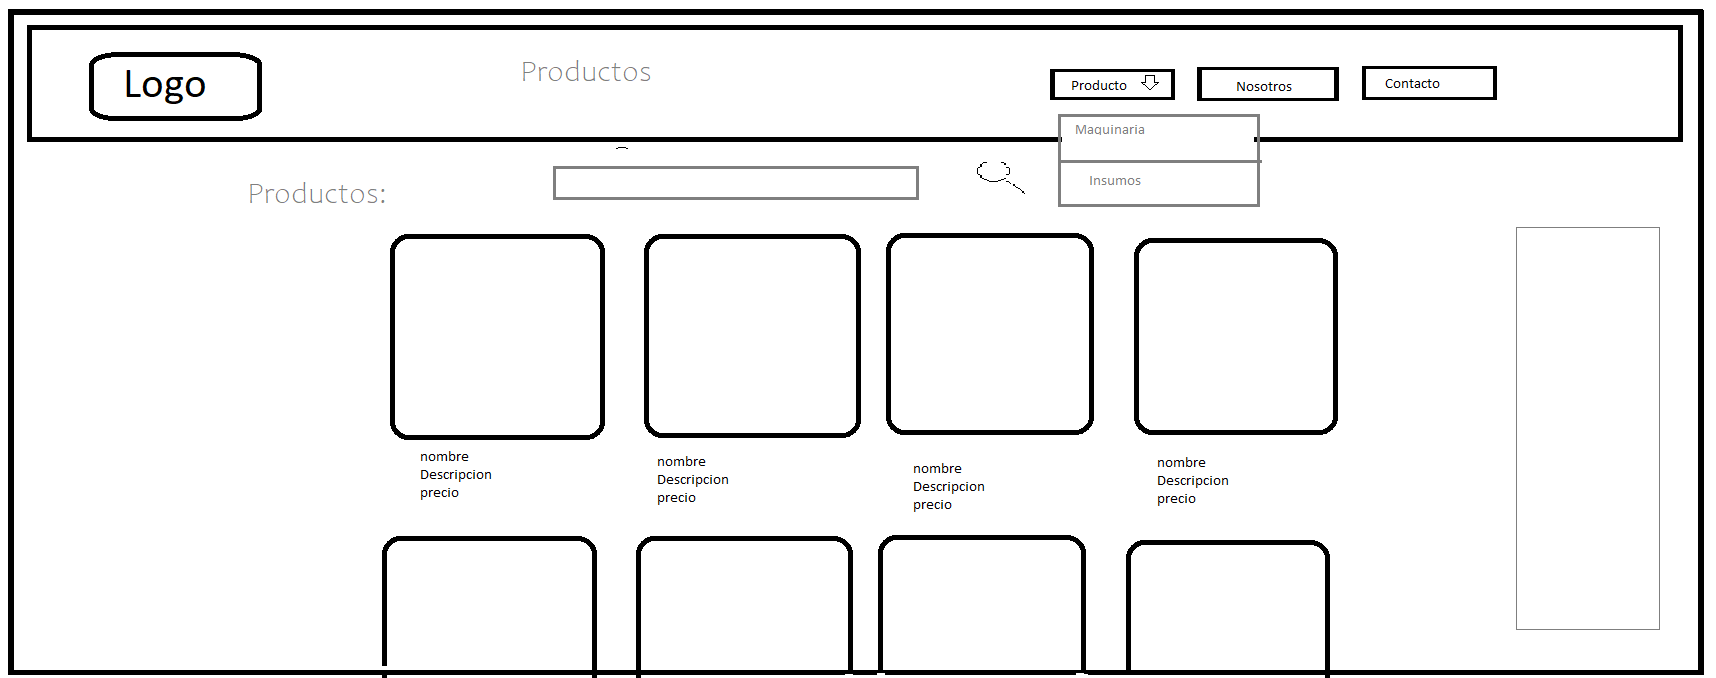 Logo
Productos
Producto
Nosotros
Contacto
Maquinaria
Insumos
Productos:
nombre
Descripcion
precio
nombre
Descripcion
precio
nombre
Descripcion
precio
nombre
Descripcion
precio